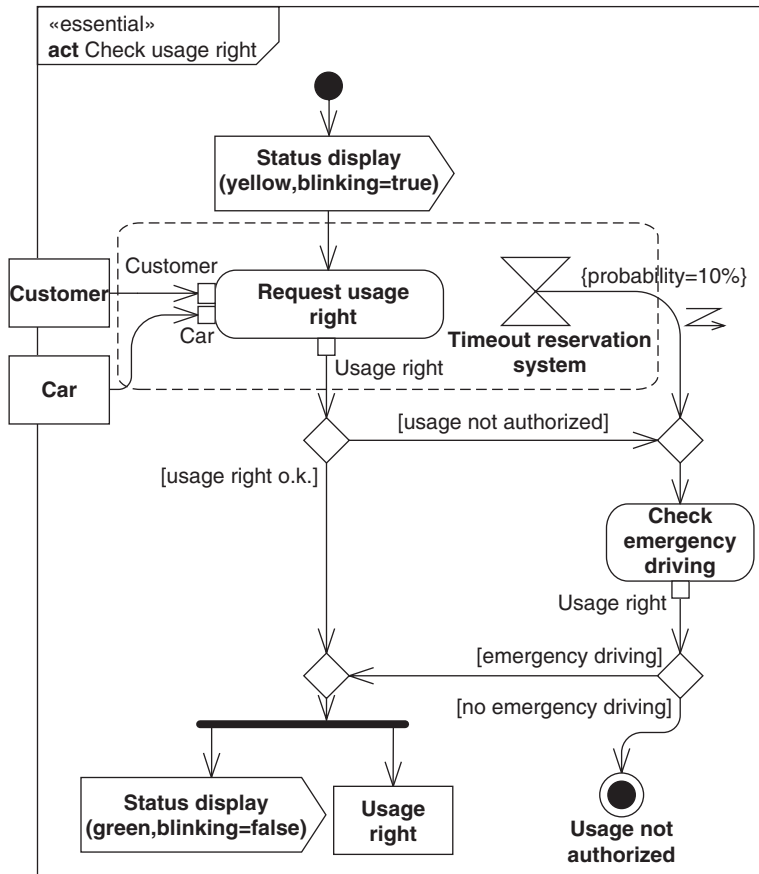 «essential»
act Check usage right
Status display
(yellow,blinking=true)
Customer
Customer
Request usage
right
{probability=10%}
Car
Timeout reservation
system
Usage right
Car
[usage not authorized]
[usage right o.k.]
Check
emergency
driving
Usage right
[emergency driving]
[no emergency driving]
Status display
(green,blinking=false)
Usage
right
Usage not
authorized